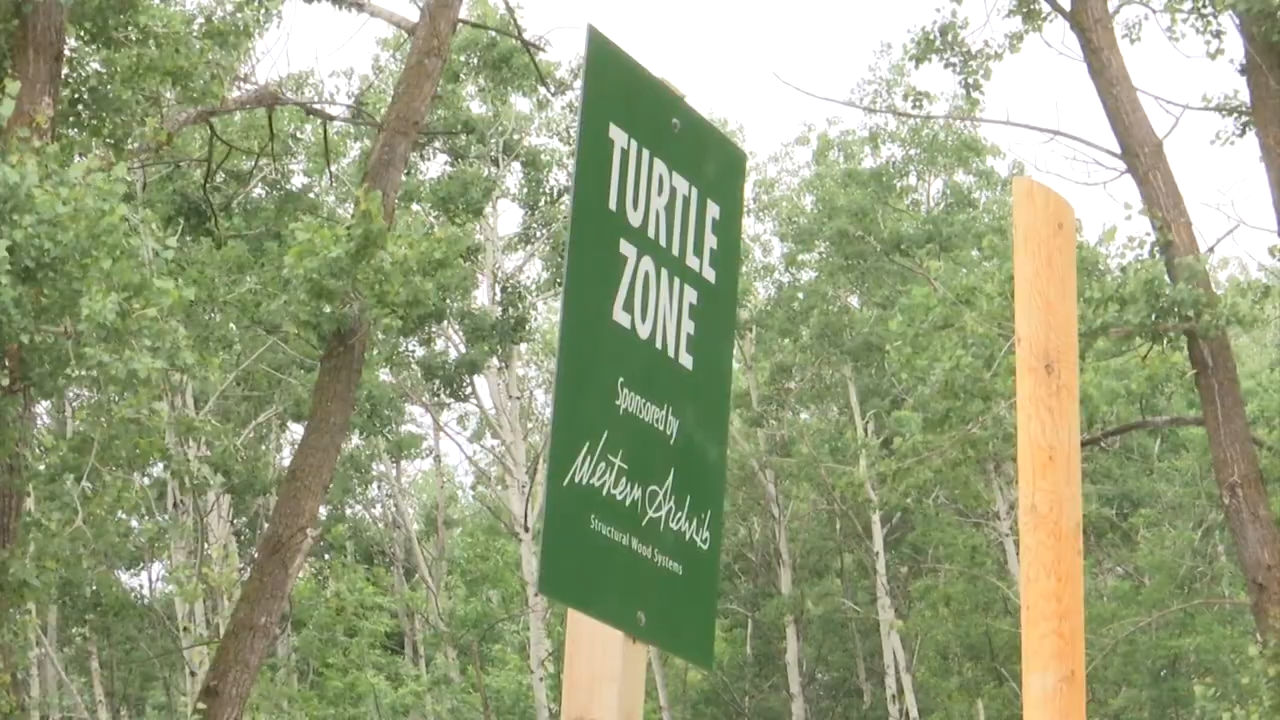 TURTLE
ZONE
Sponsored by
Western Archrib
Structural Wood Systems